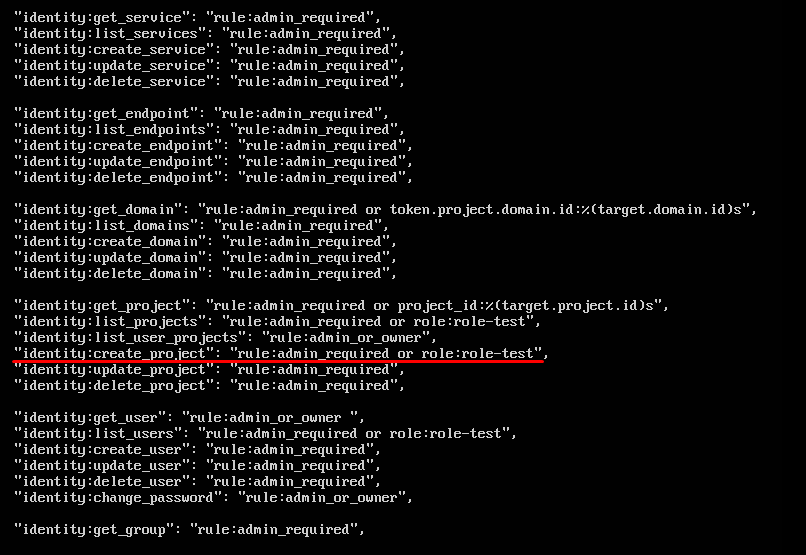 "identity:get_service": "rule:admin_required",
"identity:list_services": "rule:admin_required",
"identity:create_service": "rule:admin_required",
"identity:update_service": "rule:admin_required",
"identity:delete_service": "rule:admin_required",
"identity:get_endpoint": "rule:admin_required",
"identity:list_endpoints": "rule:admin_required",
"identity:create_endpoint": "rule:admin_required",
"identity:update_endpoint": "rule:admin_required",
"identity:delete_endpoint": "rule:admin_required",
"identity:get_domain": "rule:admin_required or token.project.domain.id:%(target.domain.id)s",
"identity:list_domains": "rule:admin_required",
"identity:create_domain": "rule:admin_required",
"identity:update_domain": "rule:admin_required",
"identity:delete_domain": "rule:admin_required",
"identity:get_project": "rule:admin_required or project_id:%(target.project.id)s",
"identity:list_projects": "rule:admin_required or role:role-test",
"identity:list_user_projects": "rule:admin_or_owner",
"identity:create_project": "rule:admin_required or role:role-test",
"identity:update_project": "rule:admin_required",
"identity:delete_project": "rule:admin_required",
"identity:get_user": "rule:admin_or_owner ",
"identity:list_users": "rule:admin_required or role:role-test",
"identity:create_user": "rule:admin_required",
"identity:update_user": "rule:admin_required",
"identity:delete_user": "rule:admin_required",
"identity:change_password": "rule:admin_or_owner",
"identity:get_group": "rule:admin_required",